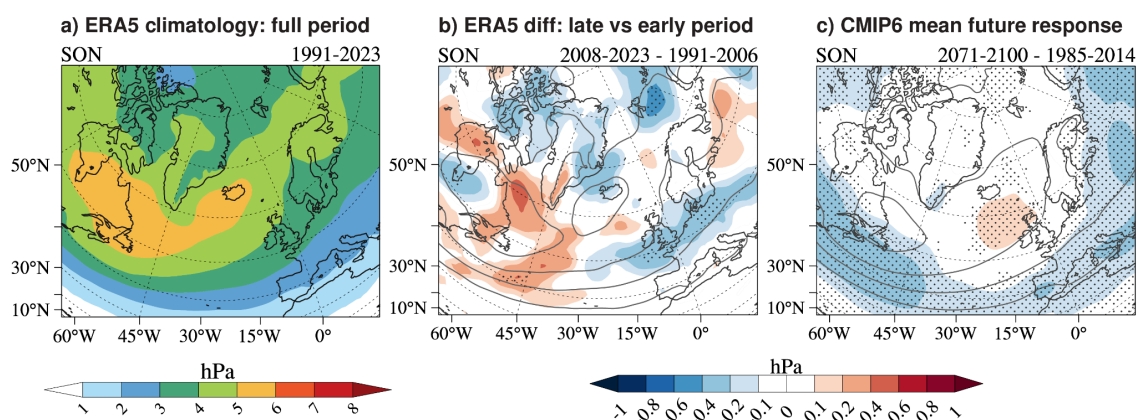 a) ERA5 climatology: full period
SON 1991-2023
50°N
30°N
10°N
60°W 45°W 30°W 15°W 0°
hPa
1 2 3 4 5 6 7 8
b) ERA5 diff: late vs early period
SON 2008-2023 - 1991-2006
50°N
30°N
10°N
60°W 45°W 30°W 15°W 0°
c) CMIP6 mean future response
SON 2071-2100 - 1985-2014
50°N
30°N
10°N
60°W 45°W 30°W 15°W 0°
hPa
-1 -0.8 -0.6 -0.4 -0.2 -0.1 0 0.1 0.2 0.4 0.6 0.8 1